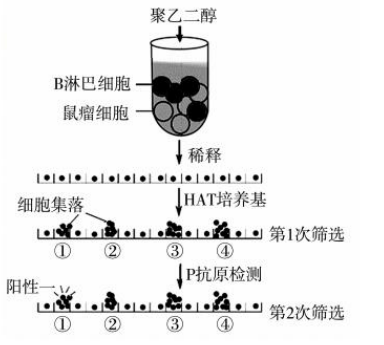 聚乙二醇
B淋巴细胞
鼠瘤细胞
稀释
HAT培养基
细胞集落
第1次筛选
① ② ③ ④
P抗原检测
阳性
第2次筛选
① ② ③ ④